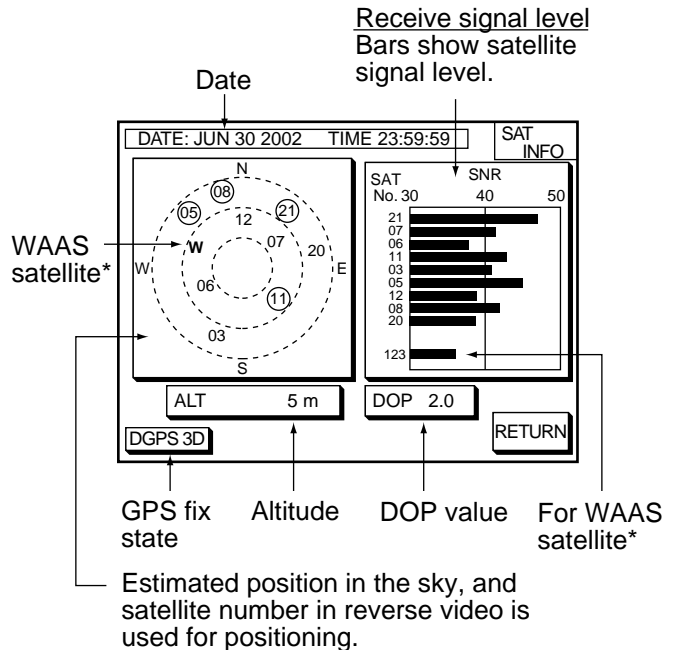 Receive signal level
Bars show satellite
signal level.
Date
DATE: JUN 30 2002 TIME 23:59:59
SAT
INFO
N
08
05
21
12
07
W
20
W
E
06
11
03
S
SAT
No.
SNR
30 40 50
21
07
06
11
03
05
12
08
20
123
WAAS
satellite*
ALT 5 m
DOP 2.0
DGPS 3D
RETURN
GPS fix
state
Altitude
DOP value
For WAAS
satellite*
Estimated position in the sky, and
satellite number in reverse video is
used for positioning.